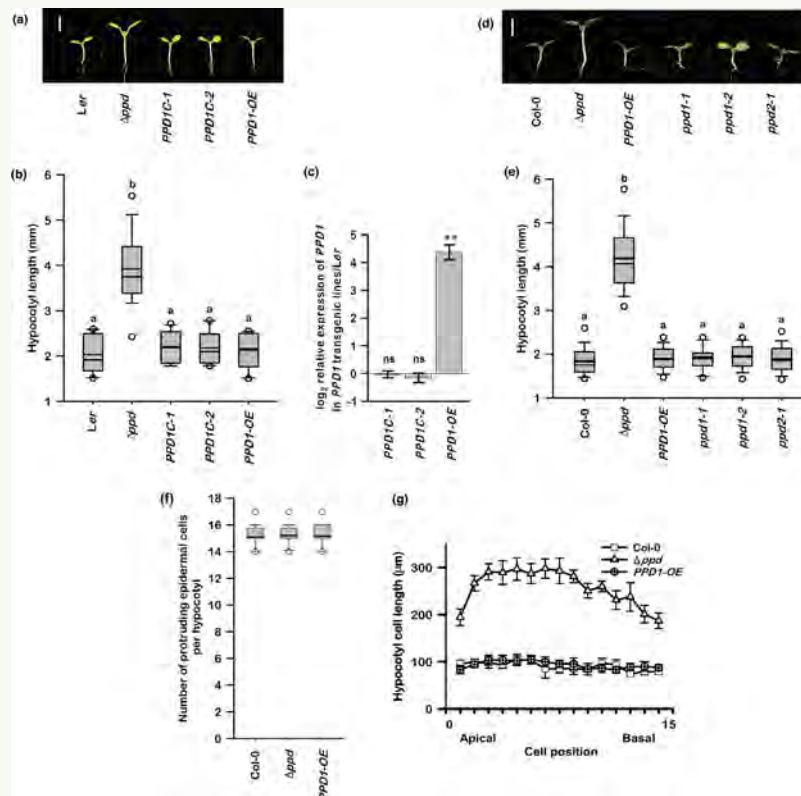 (a)
Ler
Δppd
PPD1C-1
PPD1C-2
PPD1-OE
(d)
Col-0
Δppd
PPD1-OE
ppd1-1
ppd1-2
ppd2-1
(b)
Hypocotyl length (mm)
6
5
4
3
2
1
a
b
a
a
a
Ler
Δppd
PPD1C-1
PPD1C-2
PPD1-OE
(c)
log2 relative expression of PPD1
in PPD1 transgenic lines/Ler
5
4
3
2
1
0
-1
ns
ns
**
PPD1C-1
PPD1C-2
PPD1-OE
(e)
Hypocotyl length (mm)
6
5
4
3
2
1
a
b
a
a
a
a
Col-0
Δppd
PPD1-OE
ppd1-1
ppd1-2
ppd2-1
(f)
Number of protruding epidermal cells
per hypocotyl
18
16
14
12
10
8
6
4
2
0
Col-0
Δppd
PPD1-OE
(g)
Col-0
Δppd
PPD1-OE
Hypocotyl cell length (μm)
300
200
100
0
0
15
Apical
Basal
Cell position